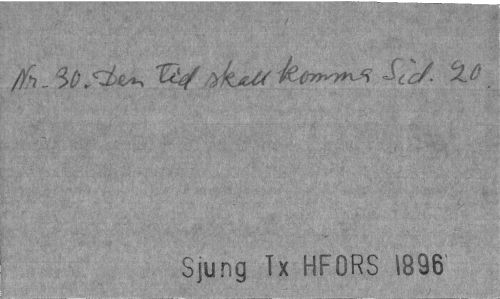 Nr. 30. Den tid skall komma Sid. 20.
Sjung Tx HFORS 1896